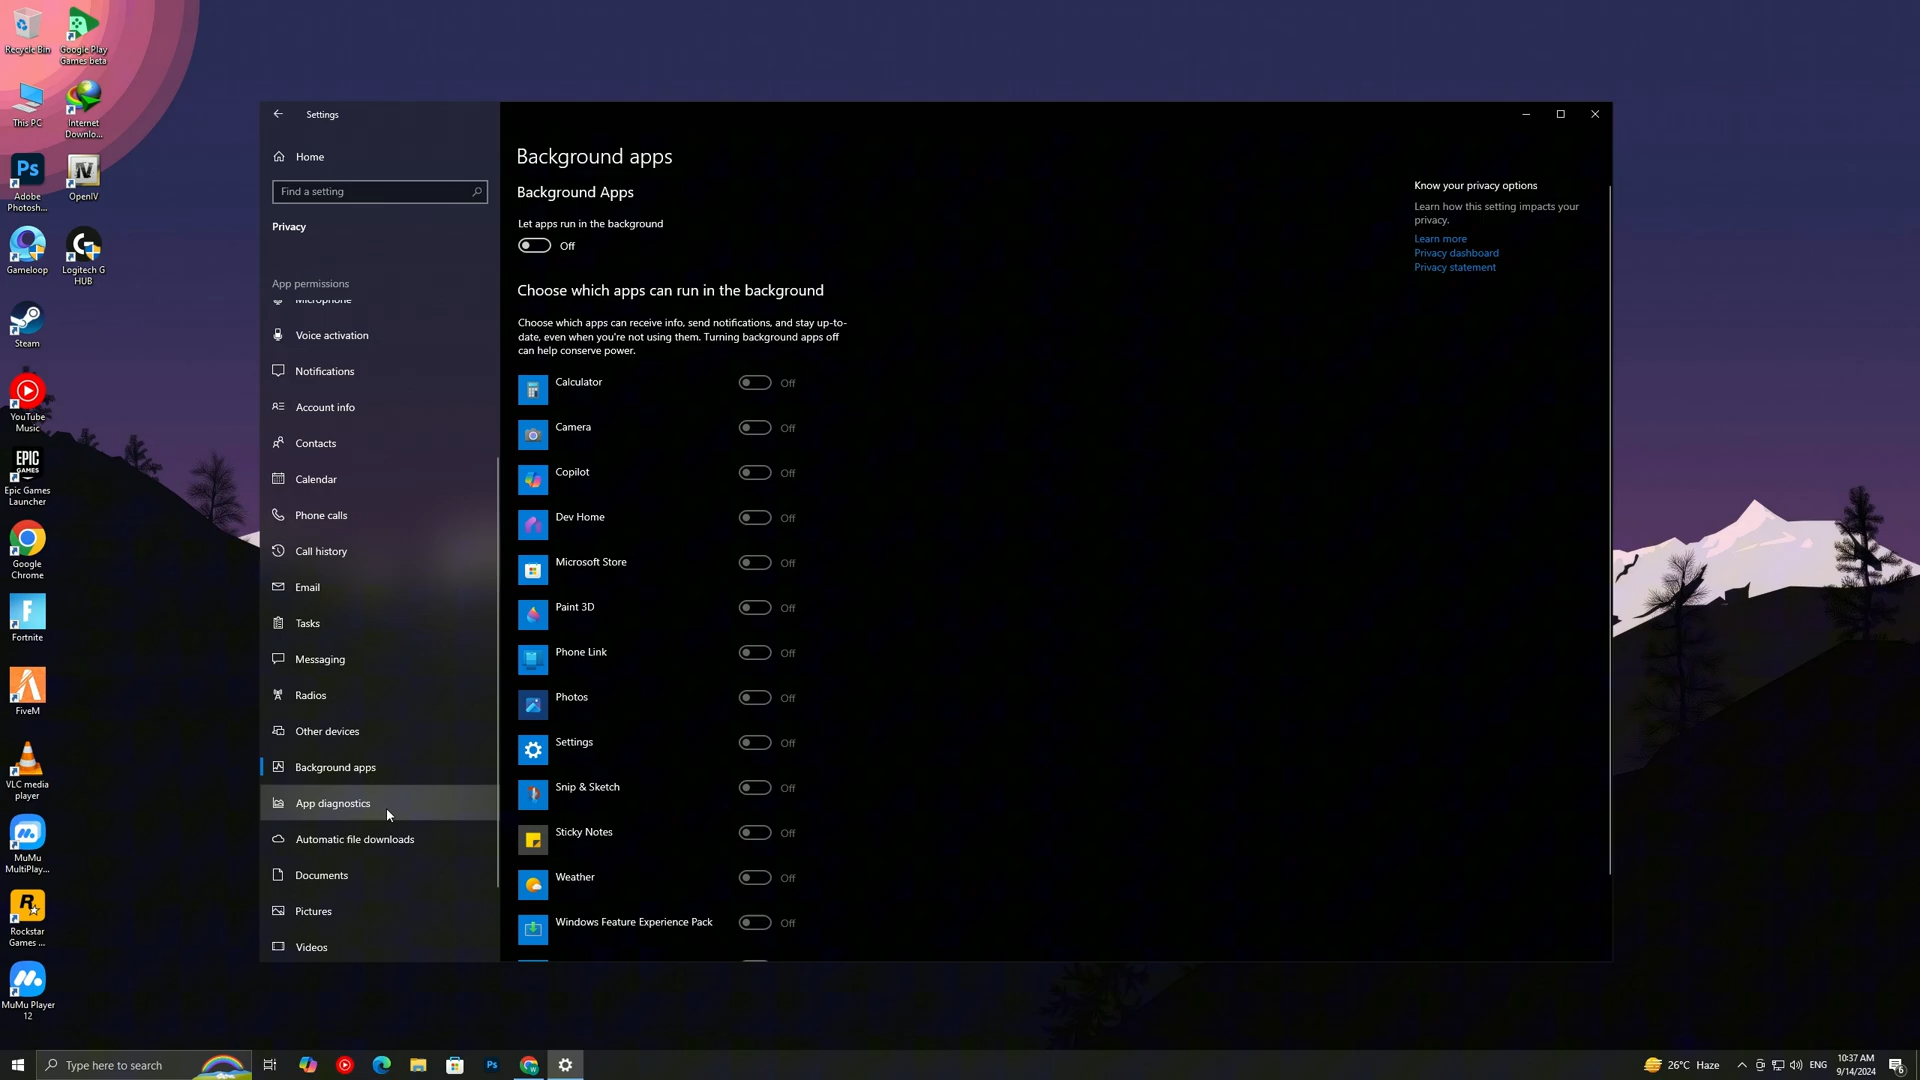 Recycle Bin
Google Play
Games beta
This PC
Internet
Downlo...
Ps
Adobe
Photosh...
IV
OpenIV
Gameloop
Logitech G
HUB
Steam
YouTube
Music
EPIC
GAMES
Epic Games
Launcher
Google
Chrome
Fortnite
FiveM
VLC media
player
MuMu
MultiPlay...
Rockstar
Games ...
MuMu Player
12
Settings
Home
Find a setting
Privacy
App permissions
Microphone
Voice activation
Notifications
Account info
Contacts
Calendar
Phone calls
Call history
Email
Tasks
Messaging
Radios
Other devices
Background apps
App diagnostics
Automatic file downloads
Documents
Pictures
Videos
Background apps
Background Apps
Let apps run in the background
Off
Choose which apps can run in the background
Choose which apps can receive info, send notifications, and stay up-to-
date, even when you're not using them. Turning background apps off
can help conserve power.
Calculator Off
Camera Off
Copilot Off
Dev Home Off
Microsoft Store Off
Paint 3D Off
Phone Link Off
Photos Off
Settings Off
Snip & Sketch Off
Sticky Notes Off
Weather Off
Windows Feature Experience Pack Off
Know your privacy options
Learn how this setting impacts your
privacy.
Learn more
Privacy dashboard
Privacy statement
Type here to search
Ps
26°C Haze
ENG
10:37 AM
9/14/2024
6